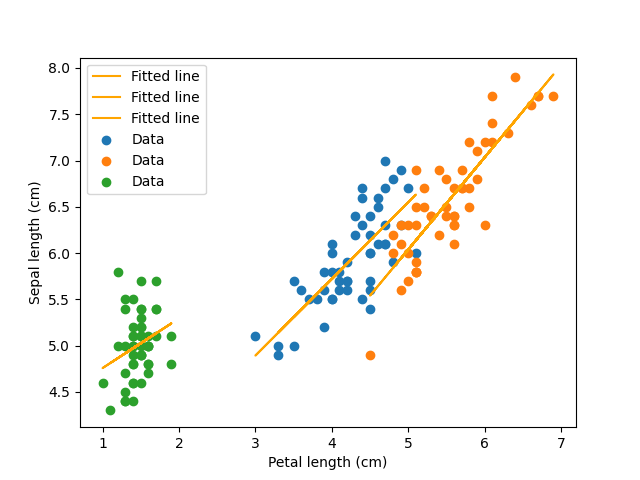 Fitted line
Fitted line
Fitted line
Data
Data
Data
8.0
7.5
7.0
6.5
6.0
5.5
5.0
4.5
Sepal length (cm)
1 2 3 4 5 6 7
Petal length (cm)